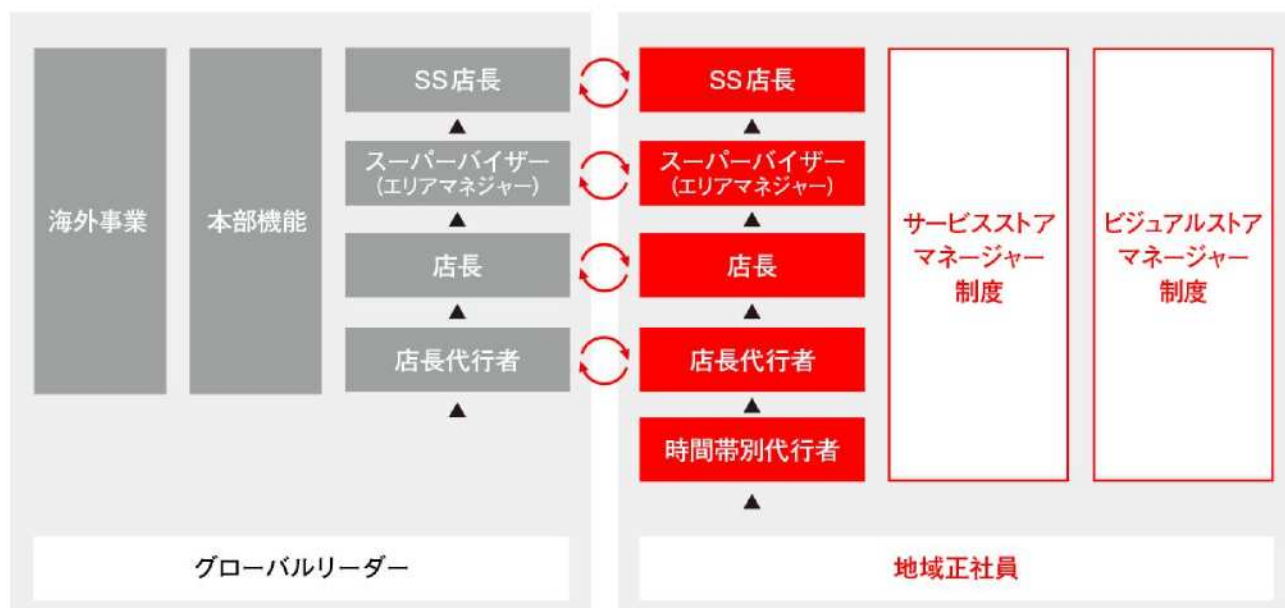 海外事業
本部機能
SS店長
▲
スーパーバイザー
(エリアマネジャー)
▲
店長
▲
店長代行者
▲
グローバルリーダー
SS店長
▲
スーパーバイザー
(エリアマネジャー)
▲
店長
▲
店長代行者
▲
時間帯別代行者
▲
サービスストア
マネージャー
制度
ビジュアルストア
マネージャー
制度
地域正社員